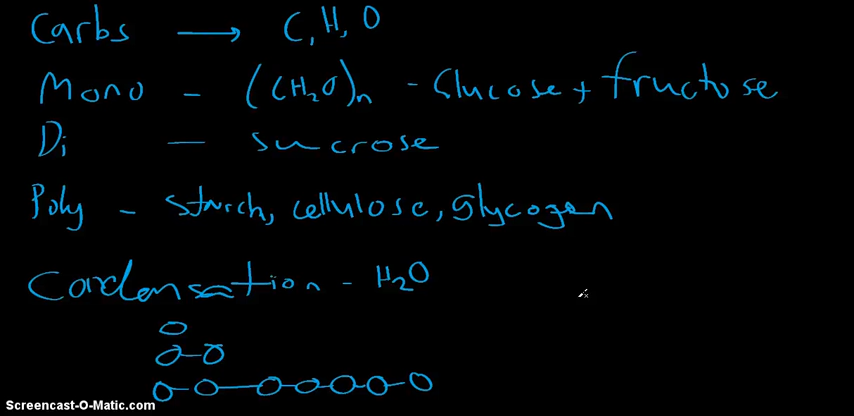 Carbs → C, H, O
Mono - (CH₂O)n - Glucose + fructose
Di - sucrose
Poly - starch, cellulose, glycogen
Condensation - H₂O
Screencast-O-Matic.com